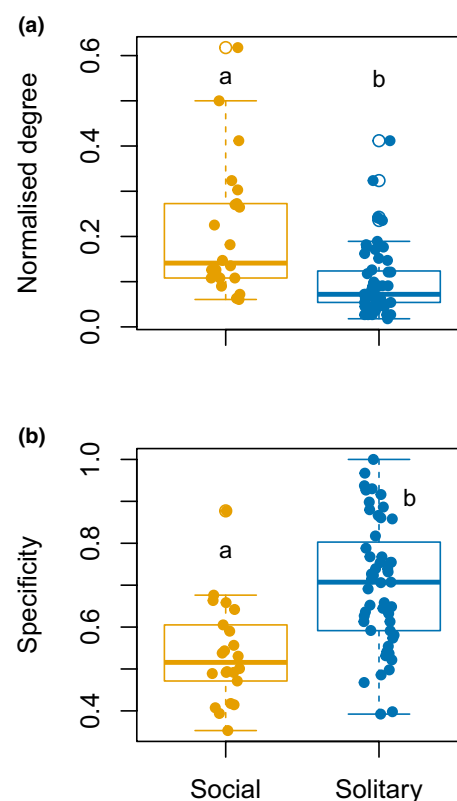 (a)
Normalised degree
0.6
0.4
0.2
0.0
a
b
(b)
Specificity
1.0
0.8
0.6
0.4
a
b
Social
Solitary